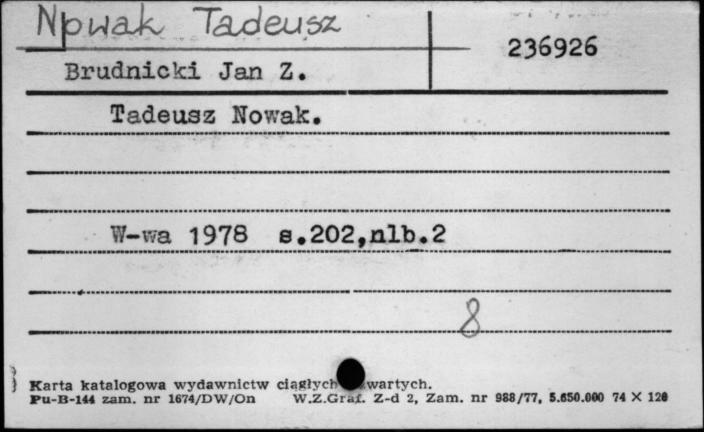 Nowak Tadeusz
236926
Brudnicki Jan Z.
Tadeusz Nowak.
W-wa 1978 s.202,nlb.2
8
Karta katalogowa wydawnictw ciągłych wartych.
Pu-B-144 zam. nr 1674/DW/On W.Z.Graf. Z-d 2, Zam. nr 988/77, 5.650.000 74 X 120